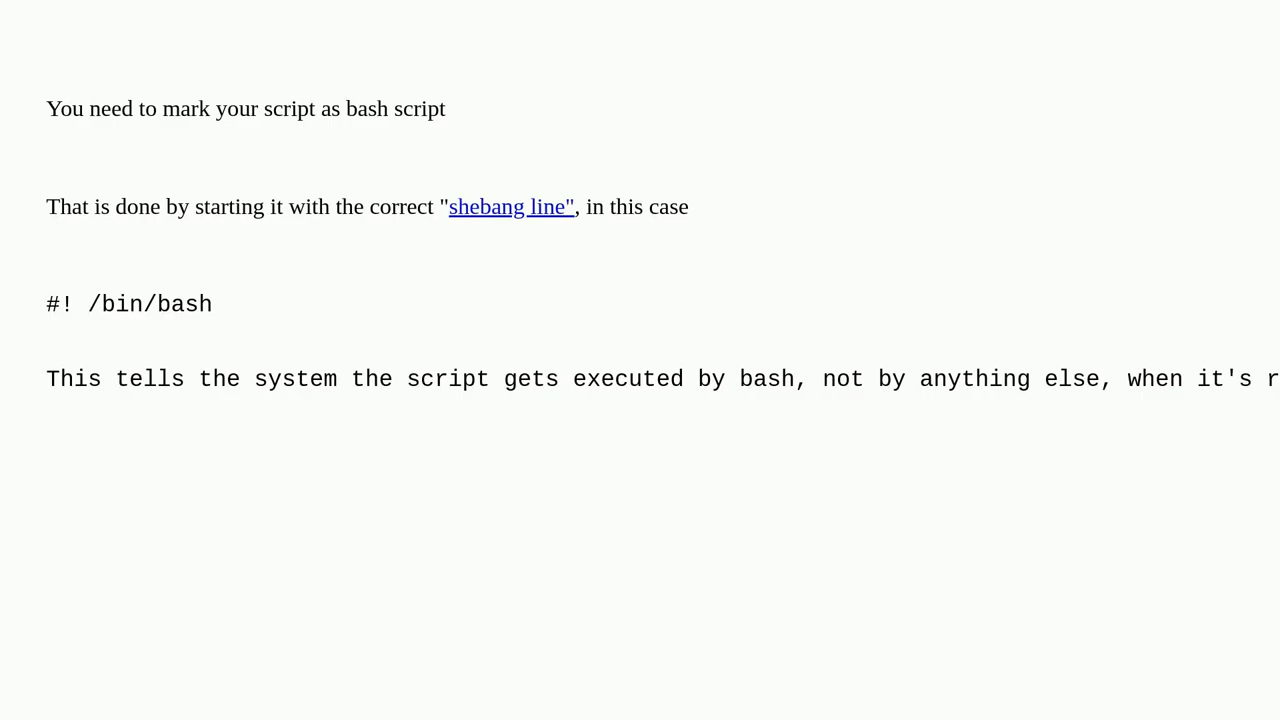 You need to mark your script as bash script
That is done by starting it with the correct "shebang line", in this case
#! /bin/bash
This tells the system the script gets executed by bash, not by anything else, when it's